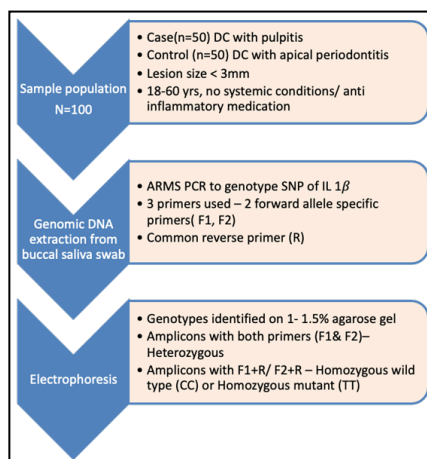 Sample population
N=100
• Case(n=50) DC with pulpitis
• Control (n=50) DC with apical periodontitis
• Lesion size < 3mm
• 18-60 yrs, no systemic conditions/ anti
inflammatory medication
Genomic DNA
extraction from
buccal saliva swab
• ARMS PCR to genotype SNP of IL 1β
• 3 primers used – 2 forward allele specific
primers( F1, F2)
• Common reverse primer (R)
Electrophoresis
• Genotypes identified on 1- 1.5% agarose gel
• Amplicons with both primers (F1& F2)–
Heterozygous
• Amplicons with F1+R/ F2+R – Homozygous wild
type (CC) or Homozygous mutant (TT)